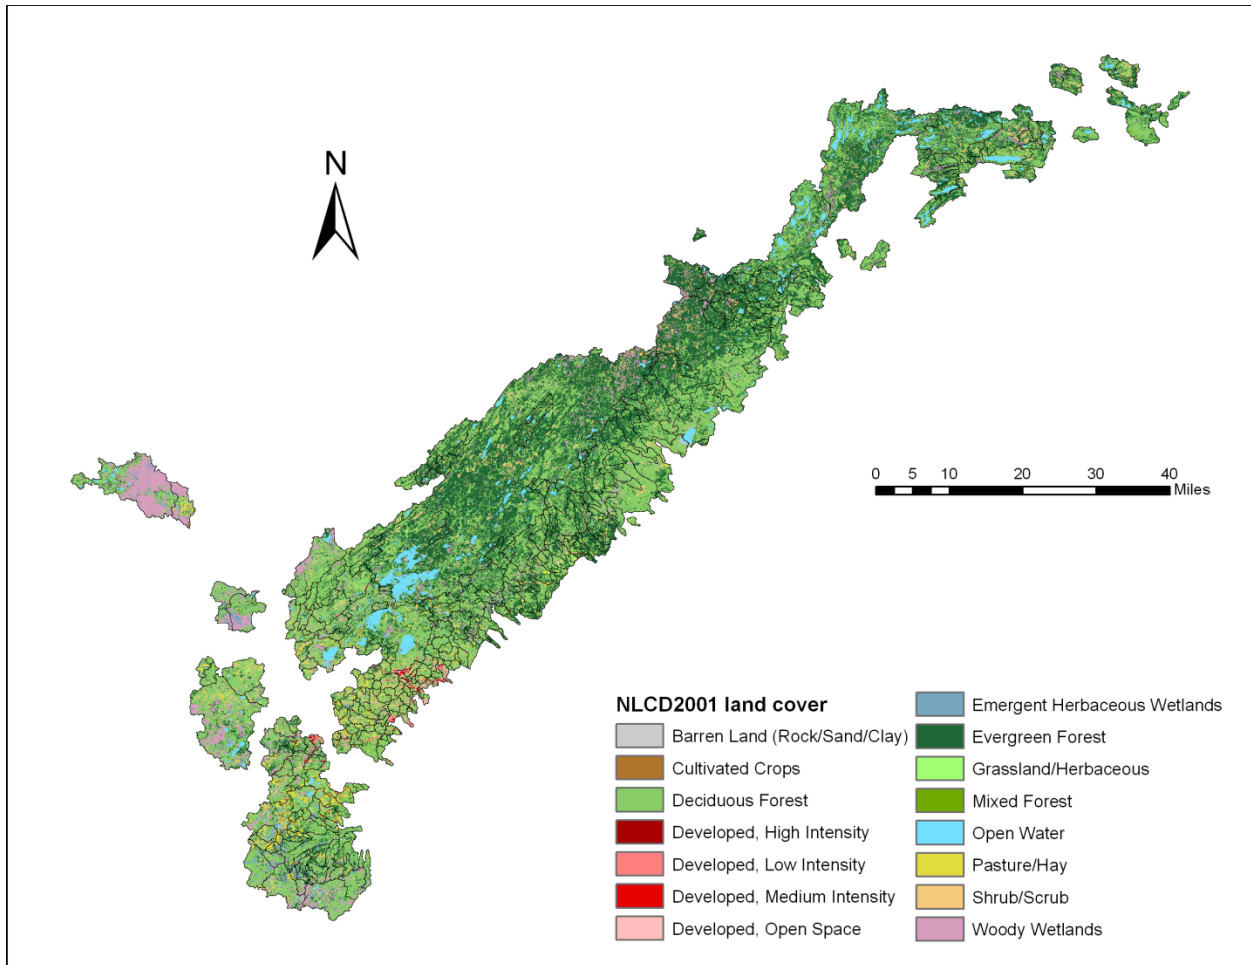 N
0 5 10 20 30 40
Miles
NLCD2001 land cover
Barren Land (Rock/Sand/Clay)
Cultivated Crops
Deciduous Forest
Developed, High Intensity
Developed, Low Intensity
Developed, Medium Intensity
Developed, Open Space
Emergent Herbaceous Wetlands
Evergreen Forest
Grassland/Herbaceous
Mixed Forest
Open Water
Pasture/Hay
Shrub/Scrub
Woody Wetlands